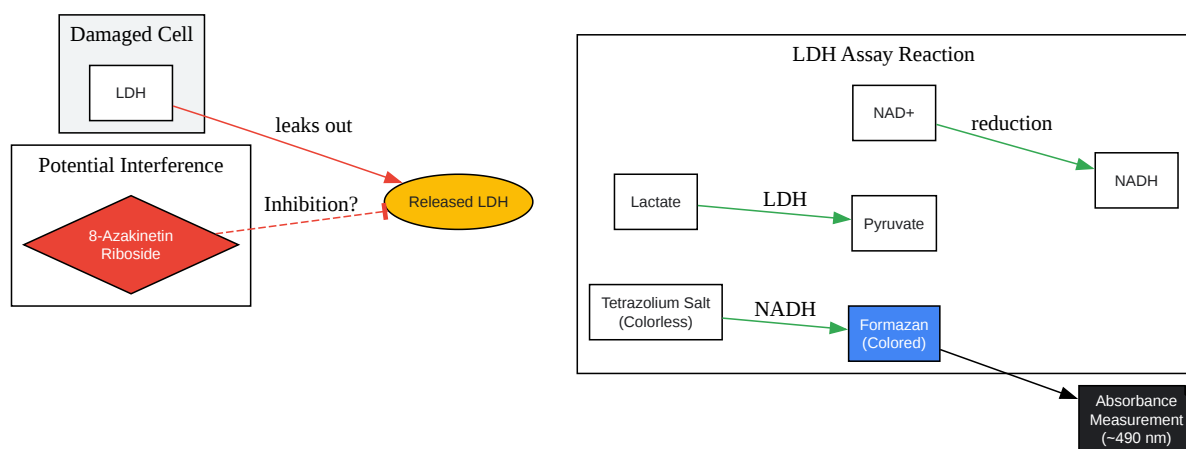 Damaged Cell
LDH
leaks out
Potential Interference
8-Azakinetin
Riboside
Inhibition?
Released LDH
LDH Assay Reaction
NAD+
reduction
NADH
Lactate
LDH
Pyruvate
Tetrazolium Salt
(Colorless)
NADH
Formazan
(Colored)
Absorbance
Measurement
(~490 nm)